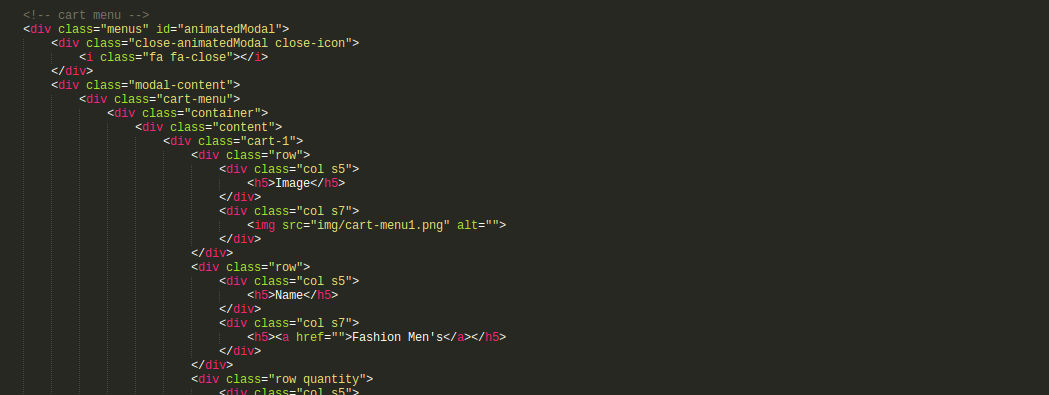 <!-- cart menu -->
<div class="menus" id="animatedModal">
    <div class="close-animatedModal close-icon">
        <i class="fa fa-close"></i>
    </div>
    <div class="modal-content">
        <div class="cart-menu">
            <div class="container">
                <div class="content">
                    <div class="cart-1">
                        <div class="row">
                            <div class="col s5">
                                <h5>Image</h5>
                            </div>
                            <div class="col s7">
                                <img src="img/cart-menu1.png" alt="">
                            </div>
                        </div>
                        <div class="row">
                            <div class="col s5">
                                <h5>Name</h5>
                            </div>
                            <div class="col s7">
                                <h5><a href="">Fashion Men's</a></h5>
                            </div>
                        </div>
                        <div class="row quantity">
                            <div class="col s5">